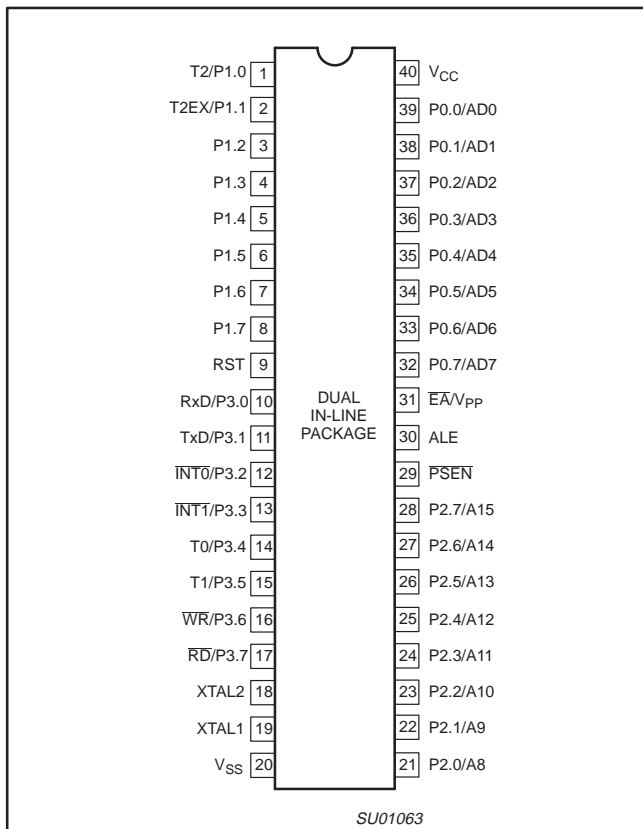 T2/P1.0 1 40 VCC
T2EX/P1.1 2 39 P0.0/AD0
P1.2 3 38 P0.1/AD1
P1.3 4 37 P0.2/AD2
P1.4 5 36 P0.3/AD3
P1.5 6 35 P0.4/AD4
P1.6 7 34 P0.5/AD5
P1.7 8 33 P0.6/AD6
RST 9 32 P0.7/AD7
RxD/P3.0 10 31 E̅A̅/VPP
TxD/P3.1 11 30 ALE
I̅N̅T̅0̅/P3.2 12 29 P̅S̅E̅N̅
I̅N̅T̅1̅/P3.3 13 28 P2.7/A15
T0/P3.4 14 27 P2.6/A14
T1/P3.5 15 26 P2.5/A13
W̅R̅/P3.6 16 25 P2.4/A12
R̅D̅/P3.7 17 24 P2.3/A11
XTAL2 18 23 P2.2/A10
XTAL1 19 22 P2.1/A9
VSS 20 21 P2.0/A8
DUAL
IN-LINE
PACKAGE
SU01063